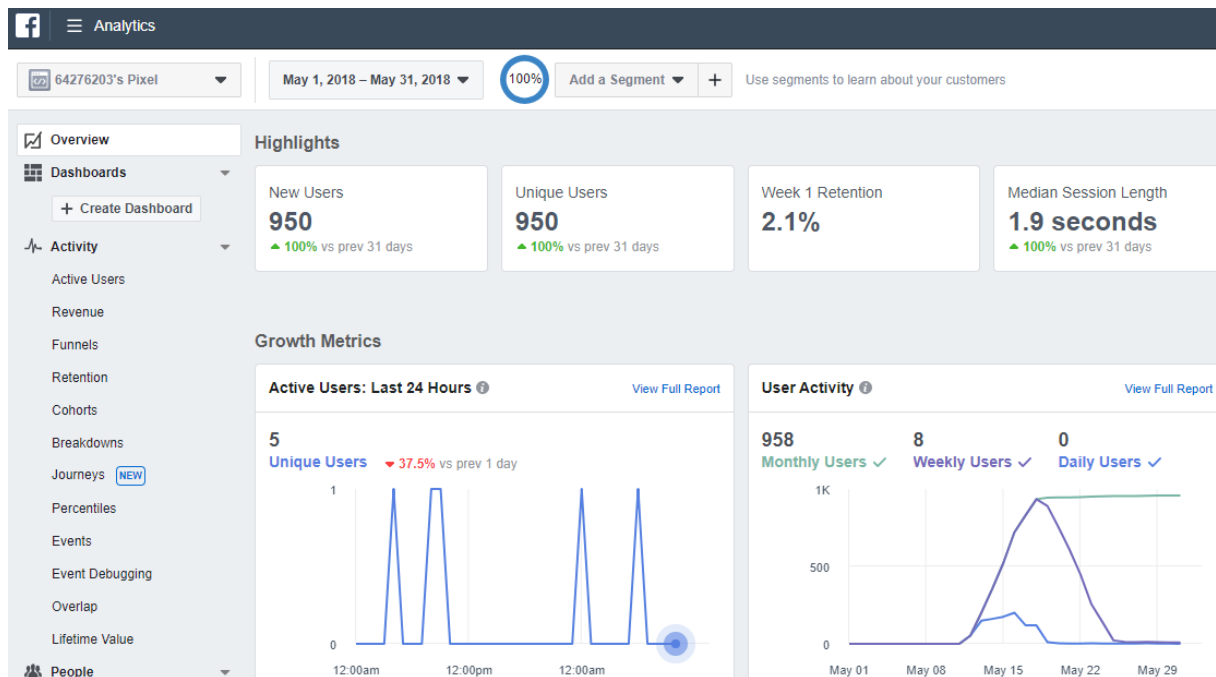 f Analytics
64276203's Pixel
May 1, 2018 – May 31, 2018
100%
Add a Segment
+
Use segments to learn about your customers
Overview
Dashboards
+ Create Dashboard
Activity
Active Users
Revenue
Funnels
Retention
Cohorts
Breakdowns
Journeys NEW
Percentiles
Events
Event Debugging
Overlap
Lifetime Value
People
Highlights
New Users
950
100% vs prev 31 days
Unique Users
950
100% vs prev 31 days
Week 1 Retention
2.1%
Median Session Length
1.9 seconds
100% vs prev 31 days
Growth Metrics
Active Users: Last 24 Hours i
View Full Report
5
Unique Users
37.5% vs prev 1 day
1
0
12:00am 12:00pm 12:00am
User Activity i
View Full Report
958
Monthly Users
8
Weekly Users
0
Daily Users
1K
500
0
May 01 May 08 May 15 May 22 May 29